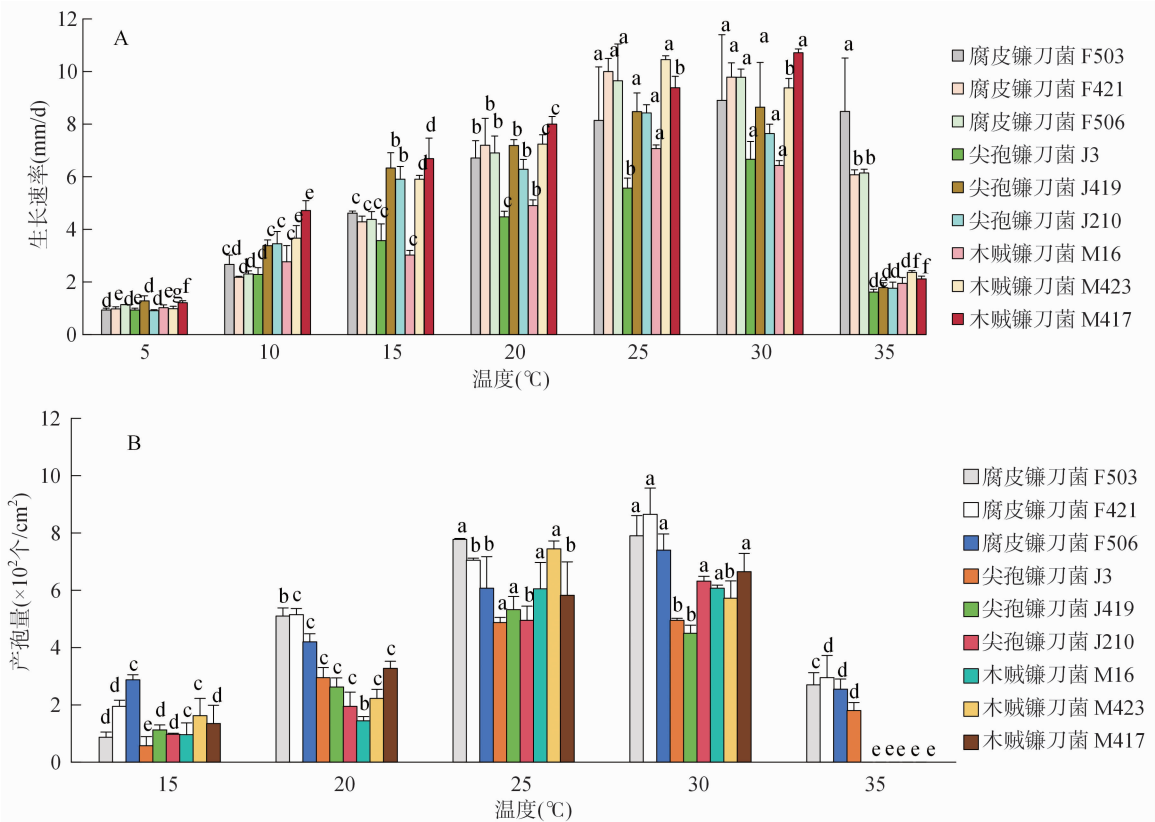 A
生长速率(mm/d)
12
10
8
6
4
2
0
d e d d d d e g f
c d d d d c c c e e
c c c c b b c d d
b b b c b b b c c
a a a b a a a a b
a a a a a a a b a
a b b d e d d d f f
5 10 15 20 25 30 35
温度(℃)
腐皮镰刀菌 F503
腐皮镰刀菌 F421
腐皮镰刀菌 F506
尖孢镰刀菌 J3
尖孢镰刀菌 J419
尖孢镰刀菌 J210
木贼镰刀菌 M16
木贼镰刀菌 M423
木贼镰刀菌 M417
B
产孢量(×10²个/cm²)
12
10
8
6
4
2
0
d d c e d d c c d
b b c c c c b c c
a b b a a b a a b
a a a b b a a b a
c d d d e e e e e
15 20 25 30 35
温度(℃)
腐皮镰刀菌 F503
腐皮镰刀菌 F421
腐皮镰刀菌 F506
尖孢镰刀菌 J3
尖孢镰刀菌 J419
尖孢镰刀菌 J210
木贼镰刀菌 M16
木贼镰刀菌 M423
木贼镰刀菌 M417